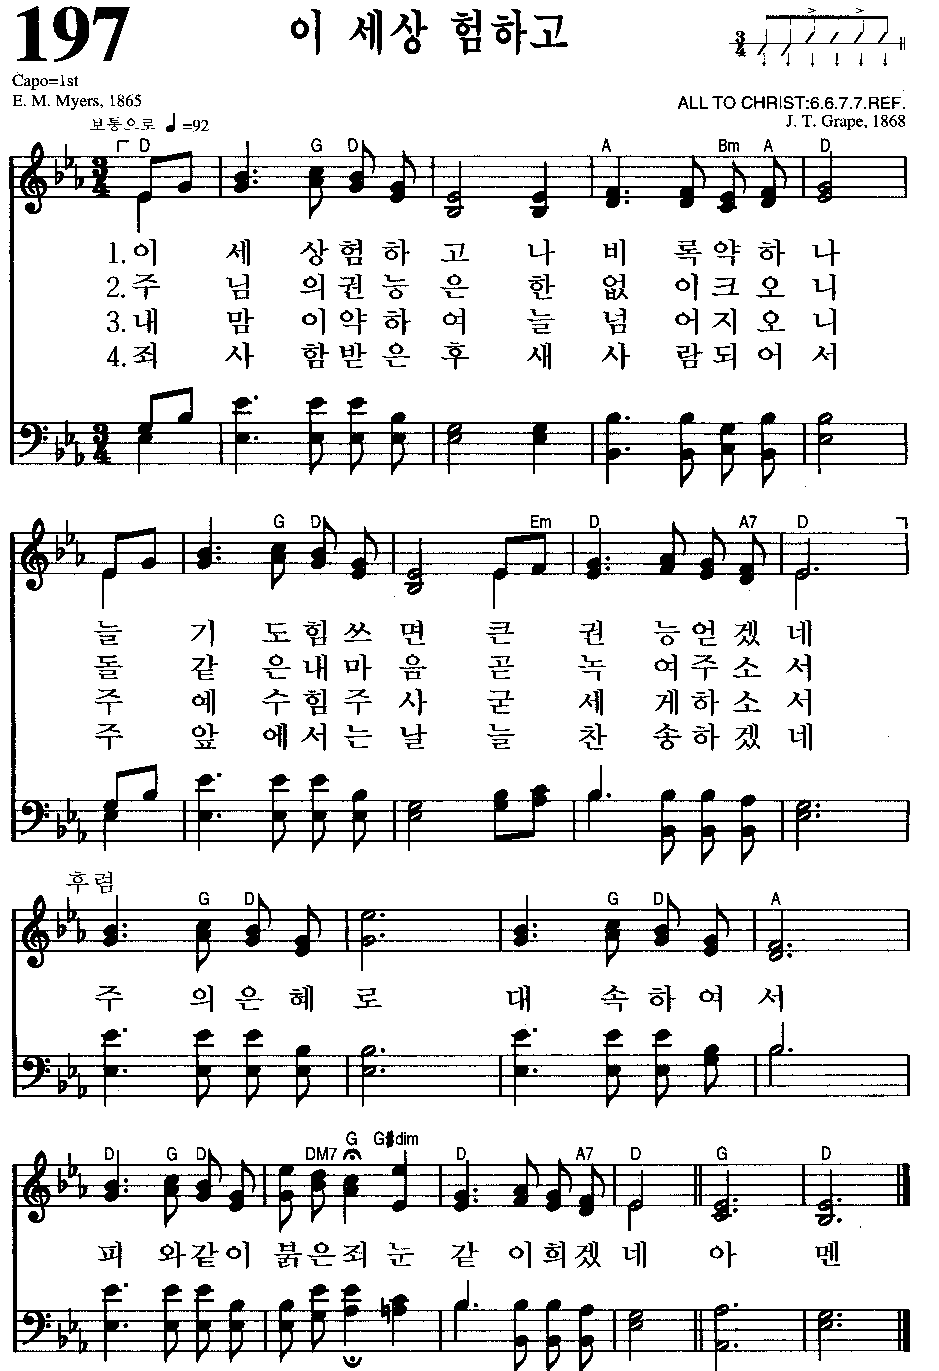 197
이 세상 험하고
Capo=1st
E. M. Myers, 1865
ALL TO CHRIST:6.6.7.7.REF.
J. T. Grape, 1868
보통으로 ♩=92
3/4
D G D A Bm A D
1.이 세 상험하 고 나 비 록약하 나
2.주 님 의권능 은 한 없 이크오 니
3.내 맘 이약하 여 늘 넘 어지오 니
4.죄 사 함받은 후 새 사 람되어 서
G D Em D A7 D
늘 기 도힘쓰 면 큰 권 능얻겠 네
돌 같 은내마 음 곧 녹 여주소 서
주 예 수힘주 사 굳 세 게하소 서
주 앞 에서는 날 늘 찬 송하겠 네
후렴
G D G D A
주 의은혜 로 대 속하여 서
D G D DM7 G G#dim D A7 D G D
피 와같이 붉은죄 눈 같 이희겠 네 아 멘